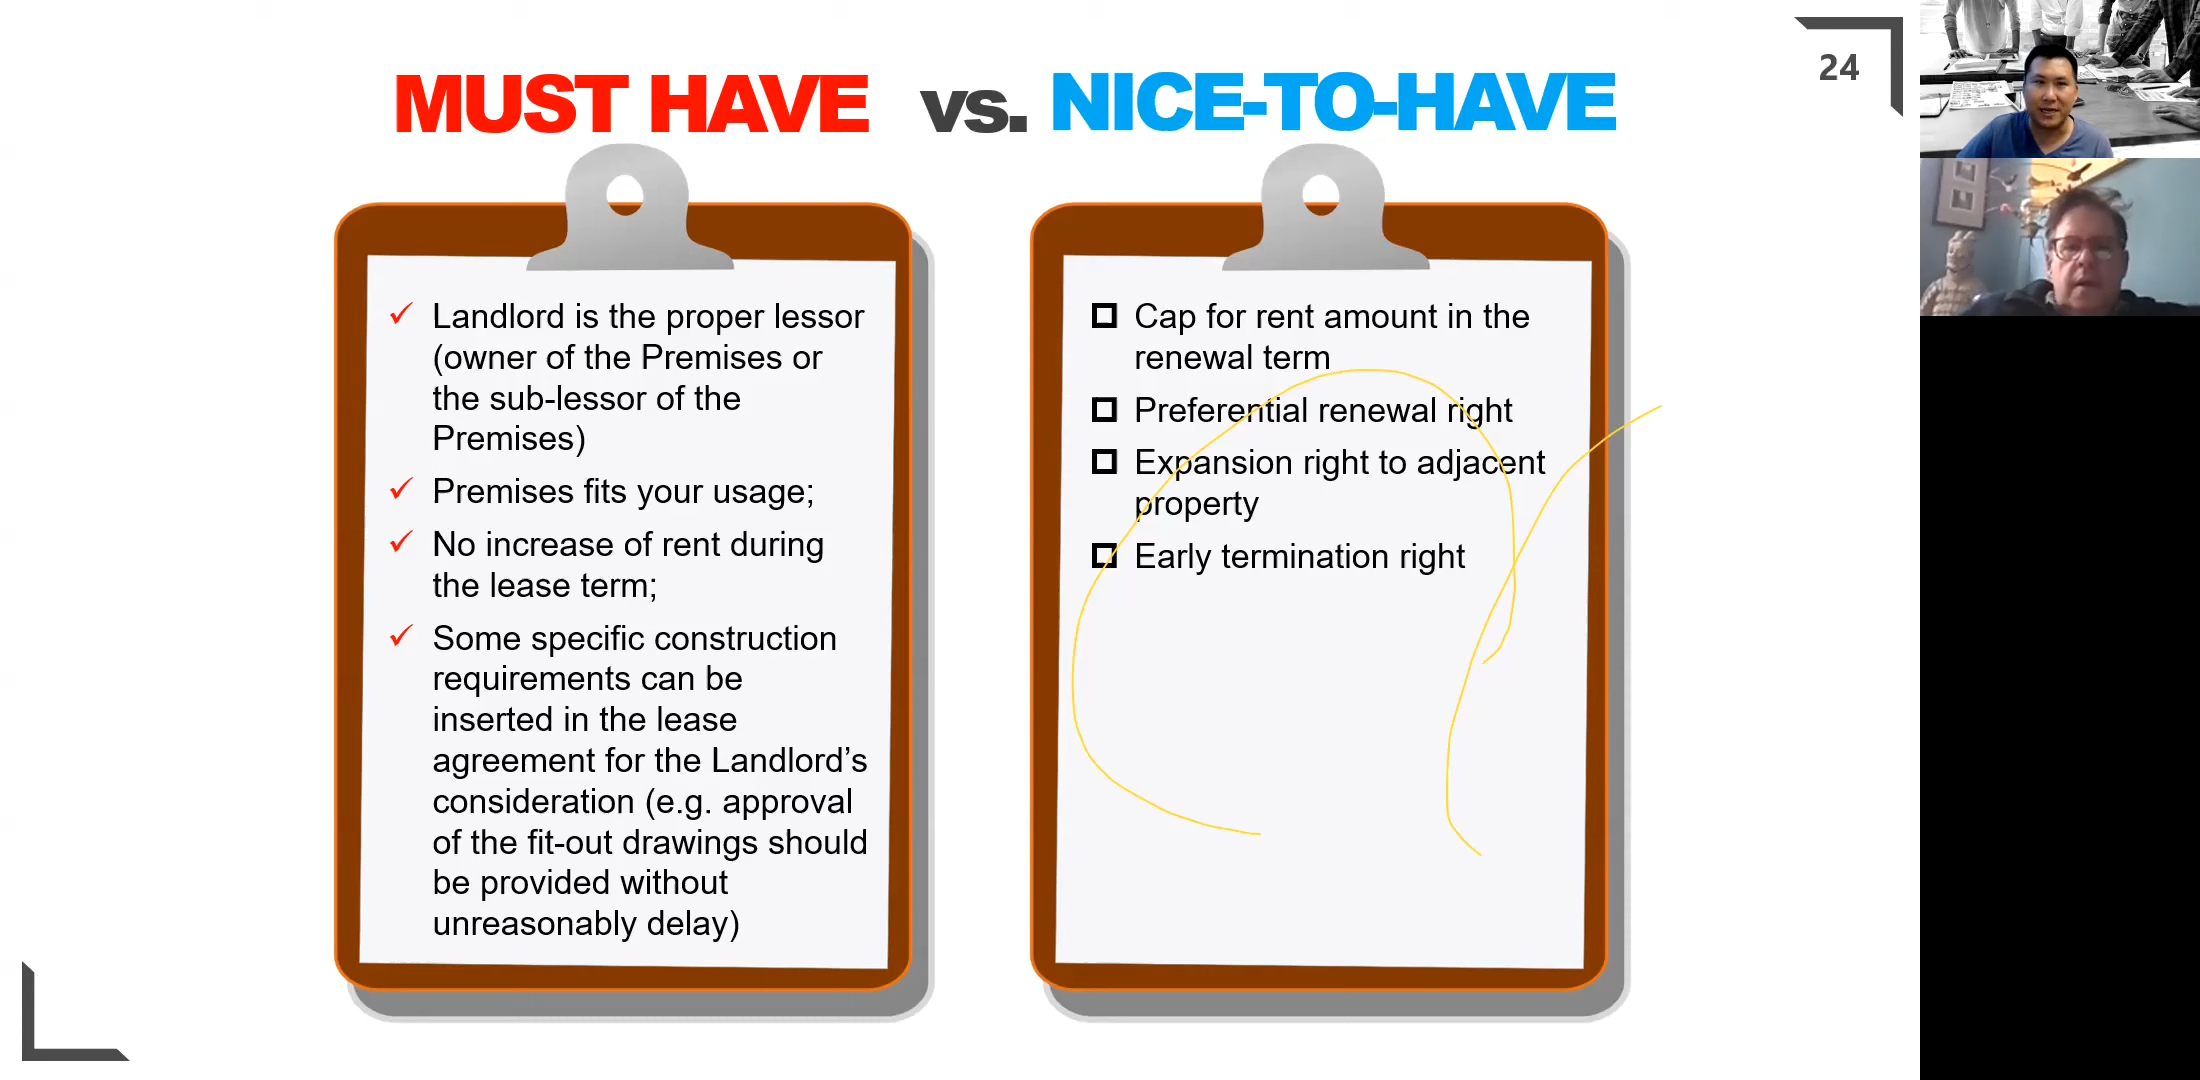 MUST HAVE vs. NICE-TO-HAVE
24
Landlord is the proper lessor
(owner of the Premises or
the sub-lessor of the
Premises)
Premises fits your usage;
No increase of rent during
the lease term;
Some specific construction
requirements can be
inserted in the lease
agreement for the Landlord’s
consideration (e.g. approval
of the fit-out drawings should
be provided without
unreasonably delay)
Cap for rent amount in the
renewal term
Preferential renewal right
Expansion right to adjacent
property
Early termination right